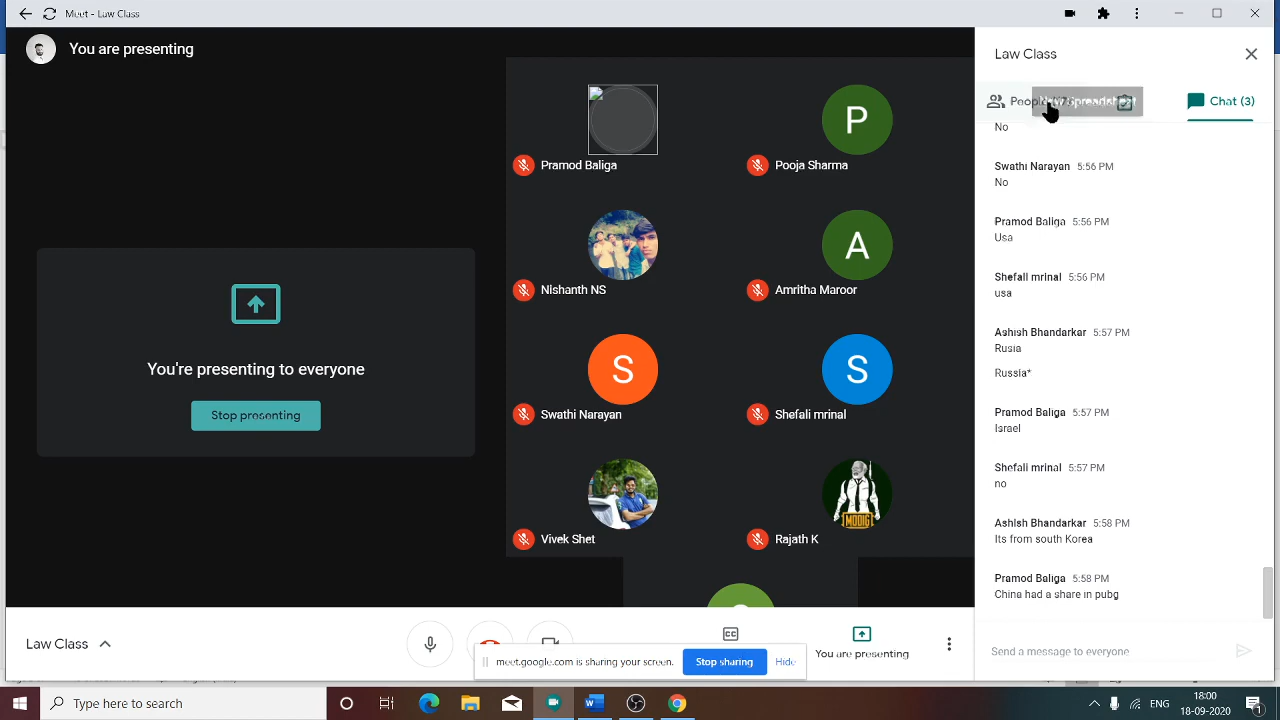 Meet - Law Class
You are presenting
Pramod Baliga
P
Pooja Sharma
Nishanth NS
A
Amritha Maroor
You're presenting to everyone
Stop presenting
S
Swathi Narayan
S
Shefali mrinal
Vivek Shet
MODIG
Rajath K
Law Class
People
New Spreadsheet
Chat (3)
No
Swathi Narayan 5:56 PM
No
Pramod Baliga 5:56 PM
Usa
Shefali mrinal 5:56 PM
usa
Ashish Bhandarkar 5:57 PM
Rusia
Russia*
Pramod Baliga 5:57 PM
Israel
Shefali mrinal 5:57 PM
no
Ashish Bhandarkar 5:58 PM
Its from south Korea
Pramod Baliga 5:58 PM
China had a share in pubg
Send a message to everyone
Law Class
CC
You are presenting
meet.google.com is sharing your screen.
Stop sharing
Hide
Type here to search
ENG
18:00
18-09-2020